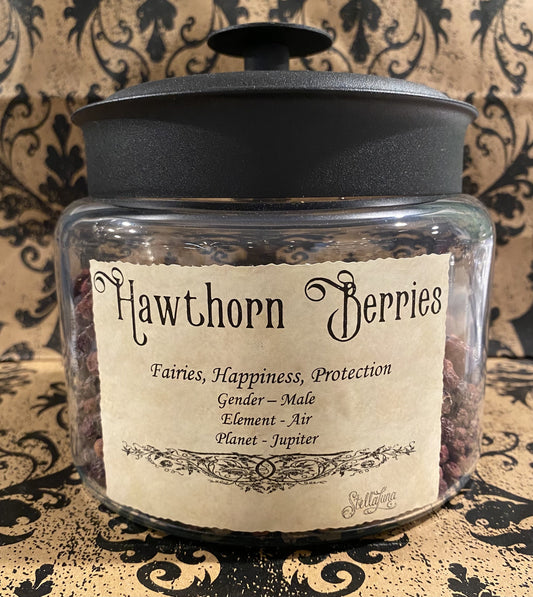 Hawthorn Berries
Fairies, Happiness, Protection
Gender – Male
Element - Air
Planet - Jupiter
StellaLuna